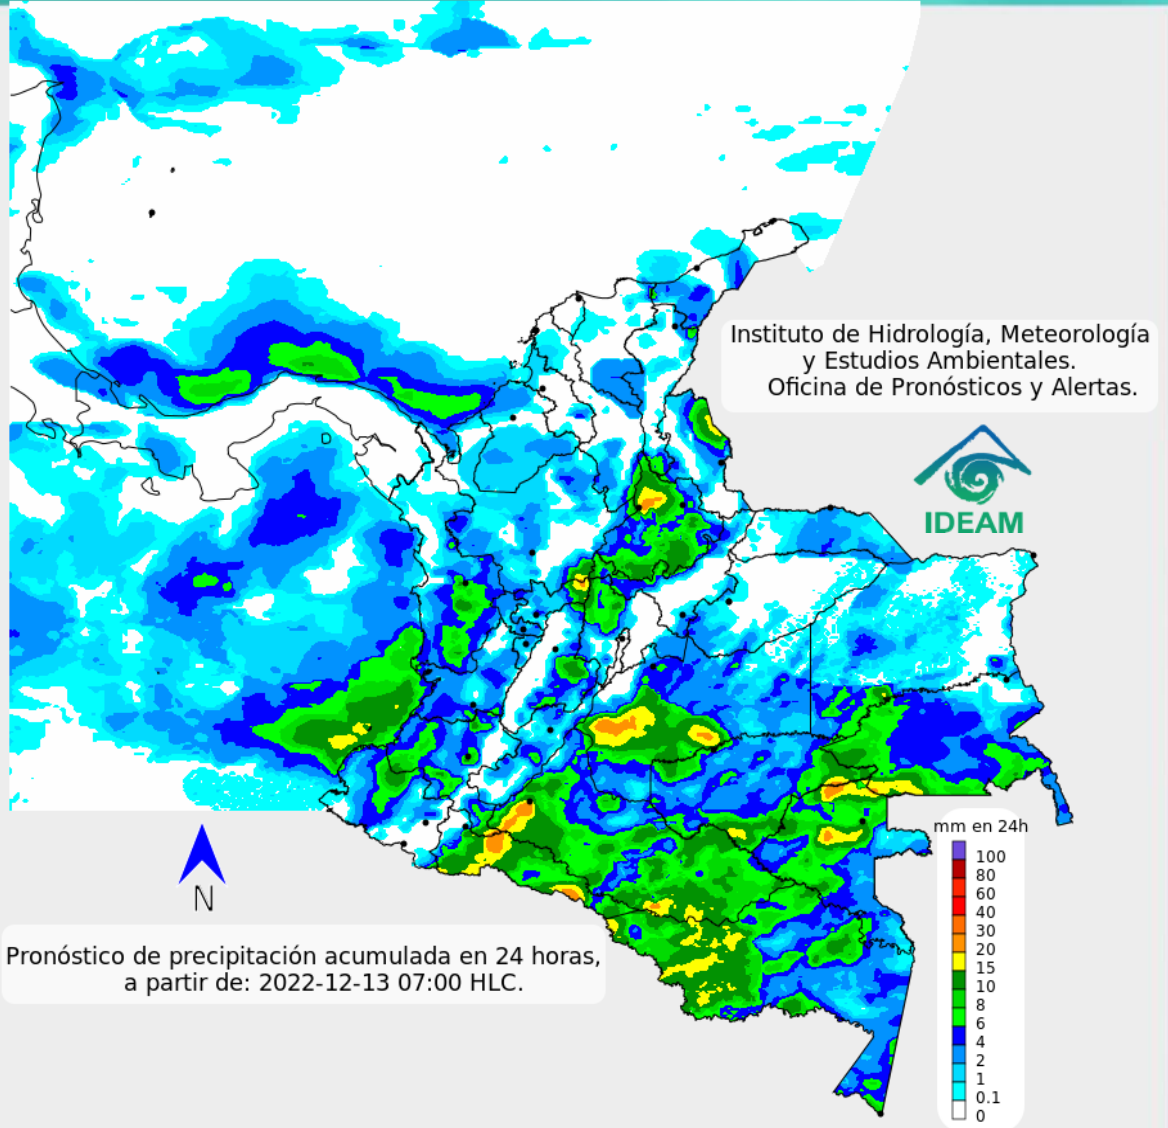 Instituto de Hidrología, Meteorología
y Estudios Ambientales.
Oficina de Pronósticos y Alertas.
IDEAM
mm en 24h
100
80
60
40
30
20
15
10
8
6
4
2
1
0.1
0
N
Pronóstico de precipitación acumulada en 24 horas,
a partir de: 2022-12-13 07:00 HLC.